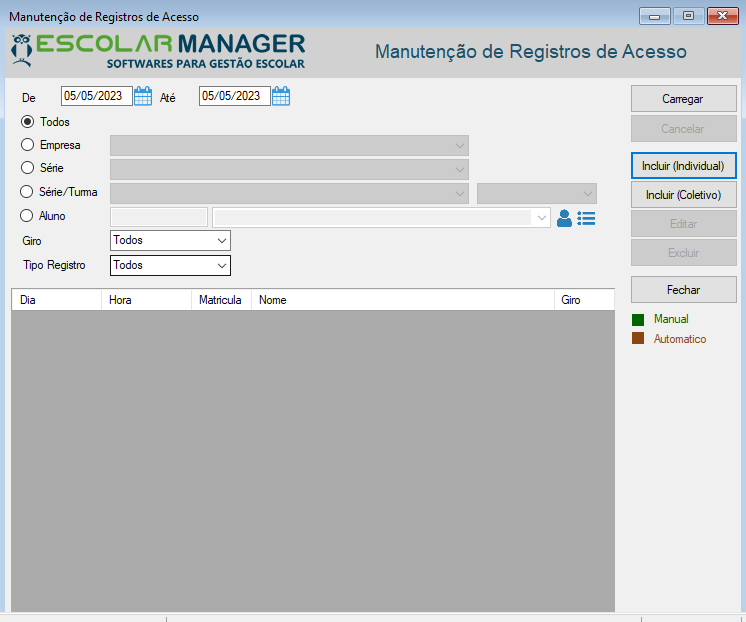 Manutenção de Registros de Acesso
ESCOLAR MANAGER
SOFTWARES PARA GESTÃO ESCOLAR
Manutenção de Registros de Acesso
De 05/05/2023 Até 05/05/2023
Todos
Empresa
Série
Série/Turma
Aluno
Giro Todos
Tipo Registro Todos
Dia Hora Matricula Nome Giro
Carregar
Cancelar
Incluir (Individual)
Incluir (Coletivo)
Editar
Excluir
Fechar
Manual
Automatico